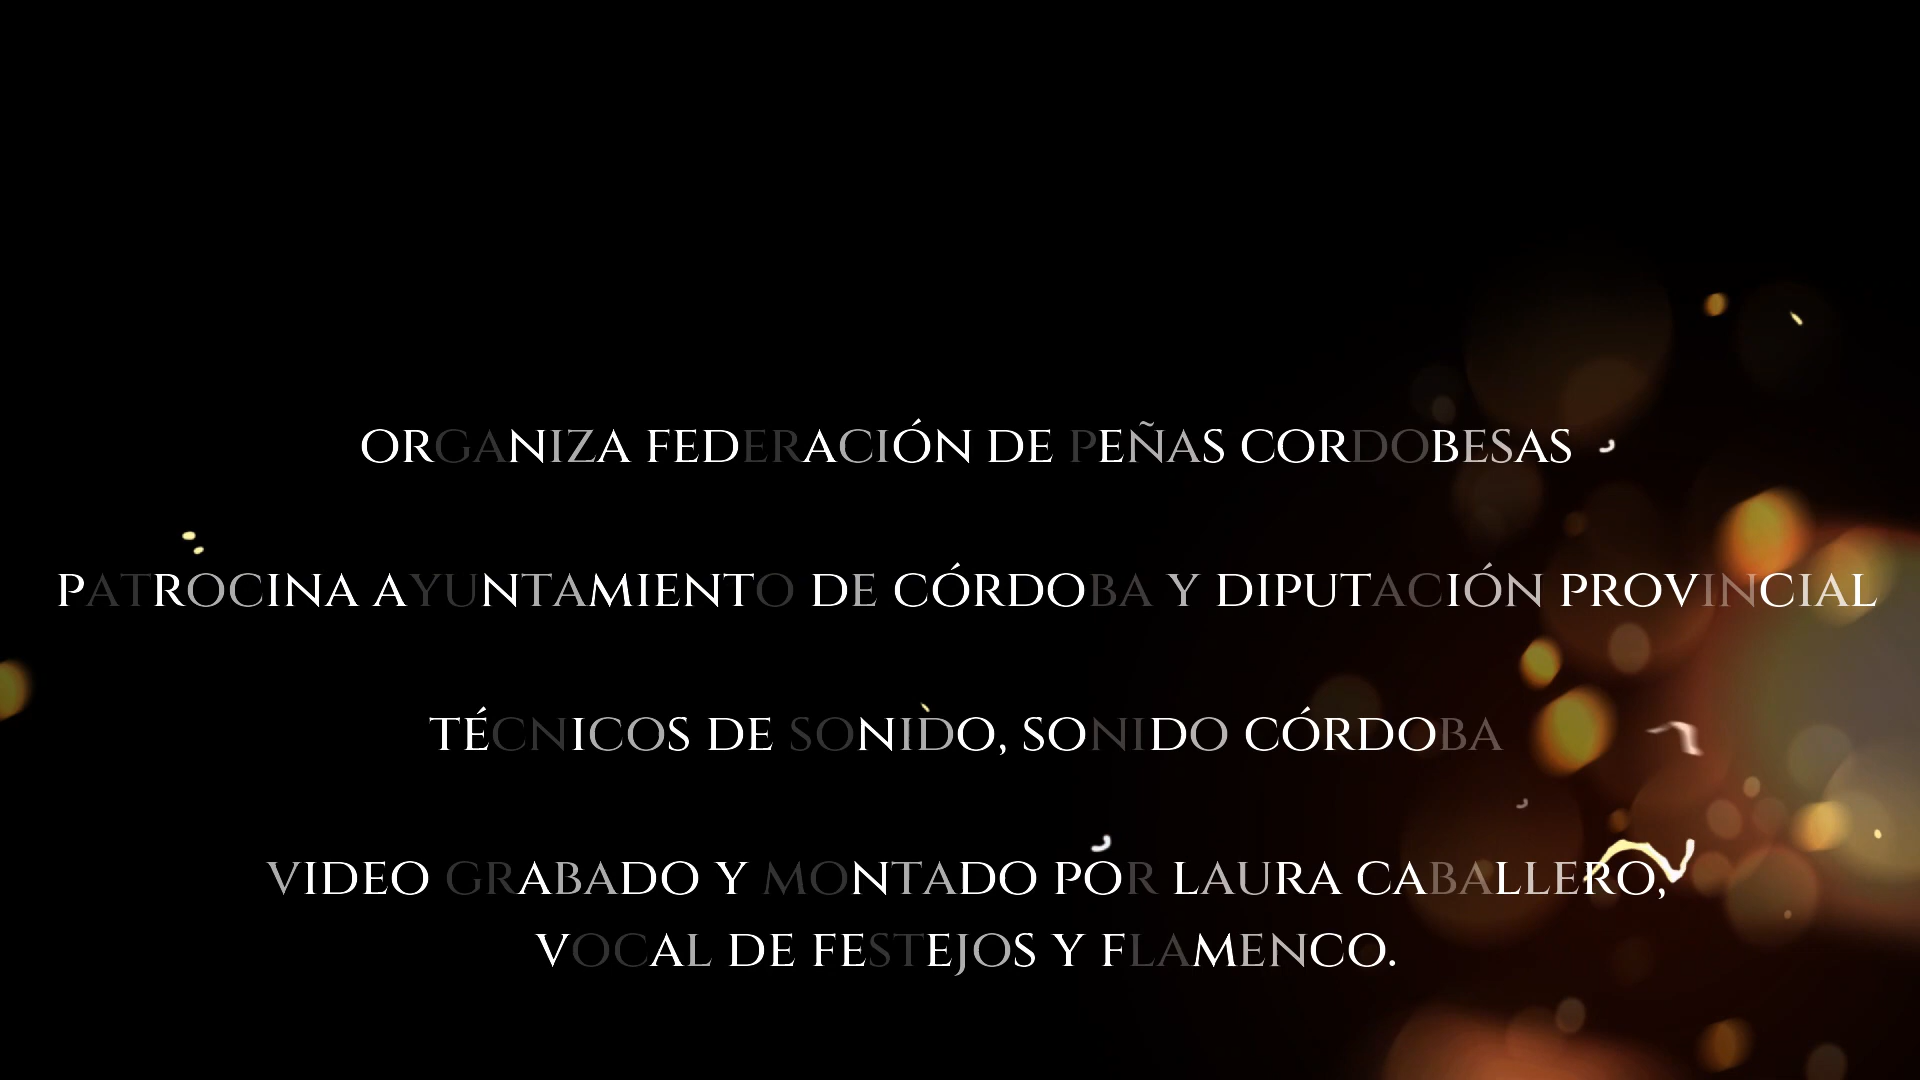 ORGANIZA FEDERACIÓN DE PEÑAS CORDOBESAS
PATROCINA AYUNTAMIENTO DE CÓRDOBA Y DIPUTACIÓN PROVINCIAL
TÉCNICOS DE SONIDO, SONIDO CÓRDOBA
VIDEO GRABADO Y MONTADO POR LAURA CABALLERO,
VOCAL DE FESTEJOS Y FLAMENCO.